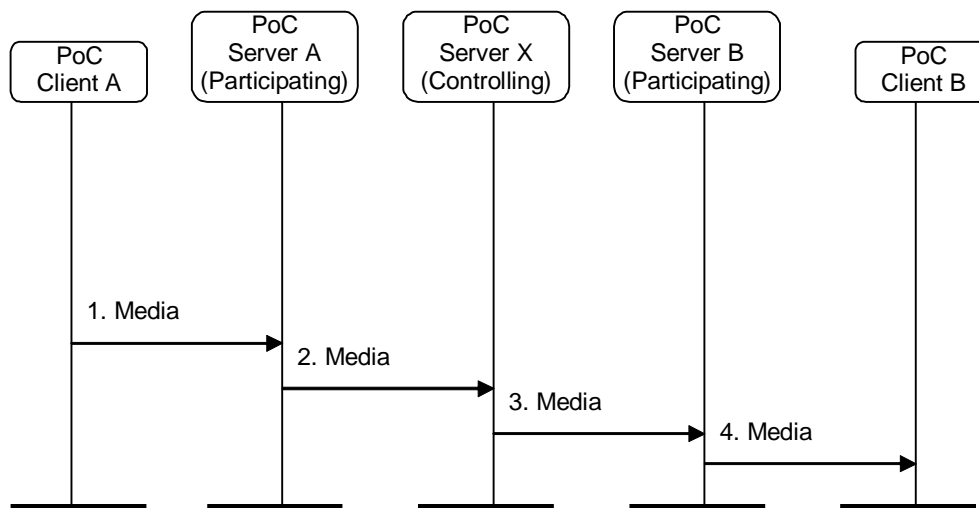 PoC
Client A
PoC
Server A
(Participating)
PoC
Server X
(Controlling)
PoC
Server B
(Participating)
PoC
Client B
1. Media
2. Media
3. Media
4. Media